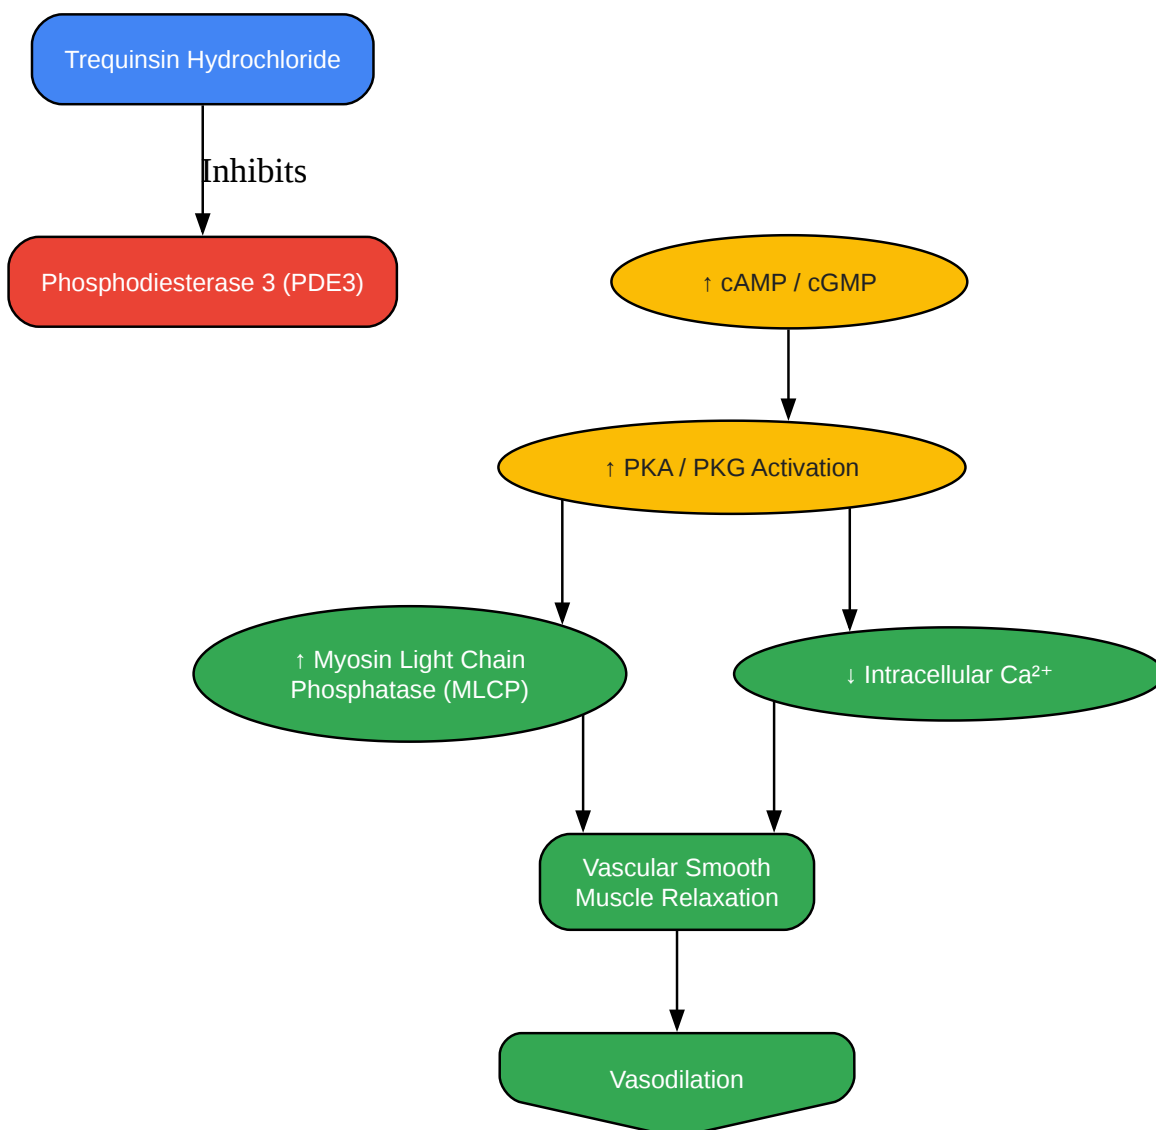 Trequinsin Hydrochloride
Inhibits
Phosphodiesterase 3 (PDE3)
↑ cAMP / cGMP
↑ PKA / PKG Activation
↑ Myosin Light Chain
Phosphatase (MLCP)
↓ Intracellular Ca²⁺
Vascular Smooth
Muscle Relaxation
Vasodilation